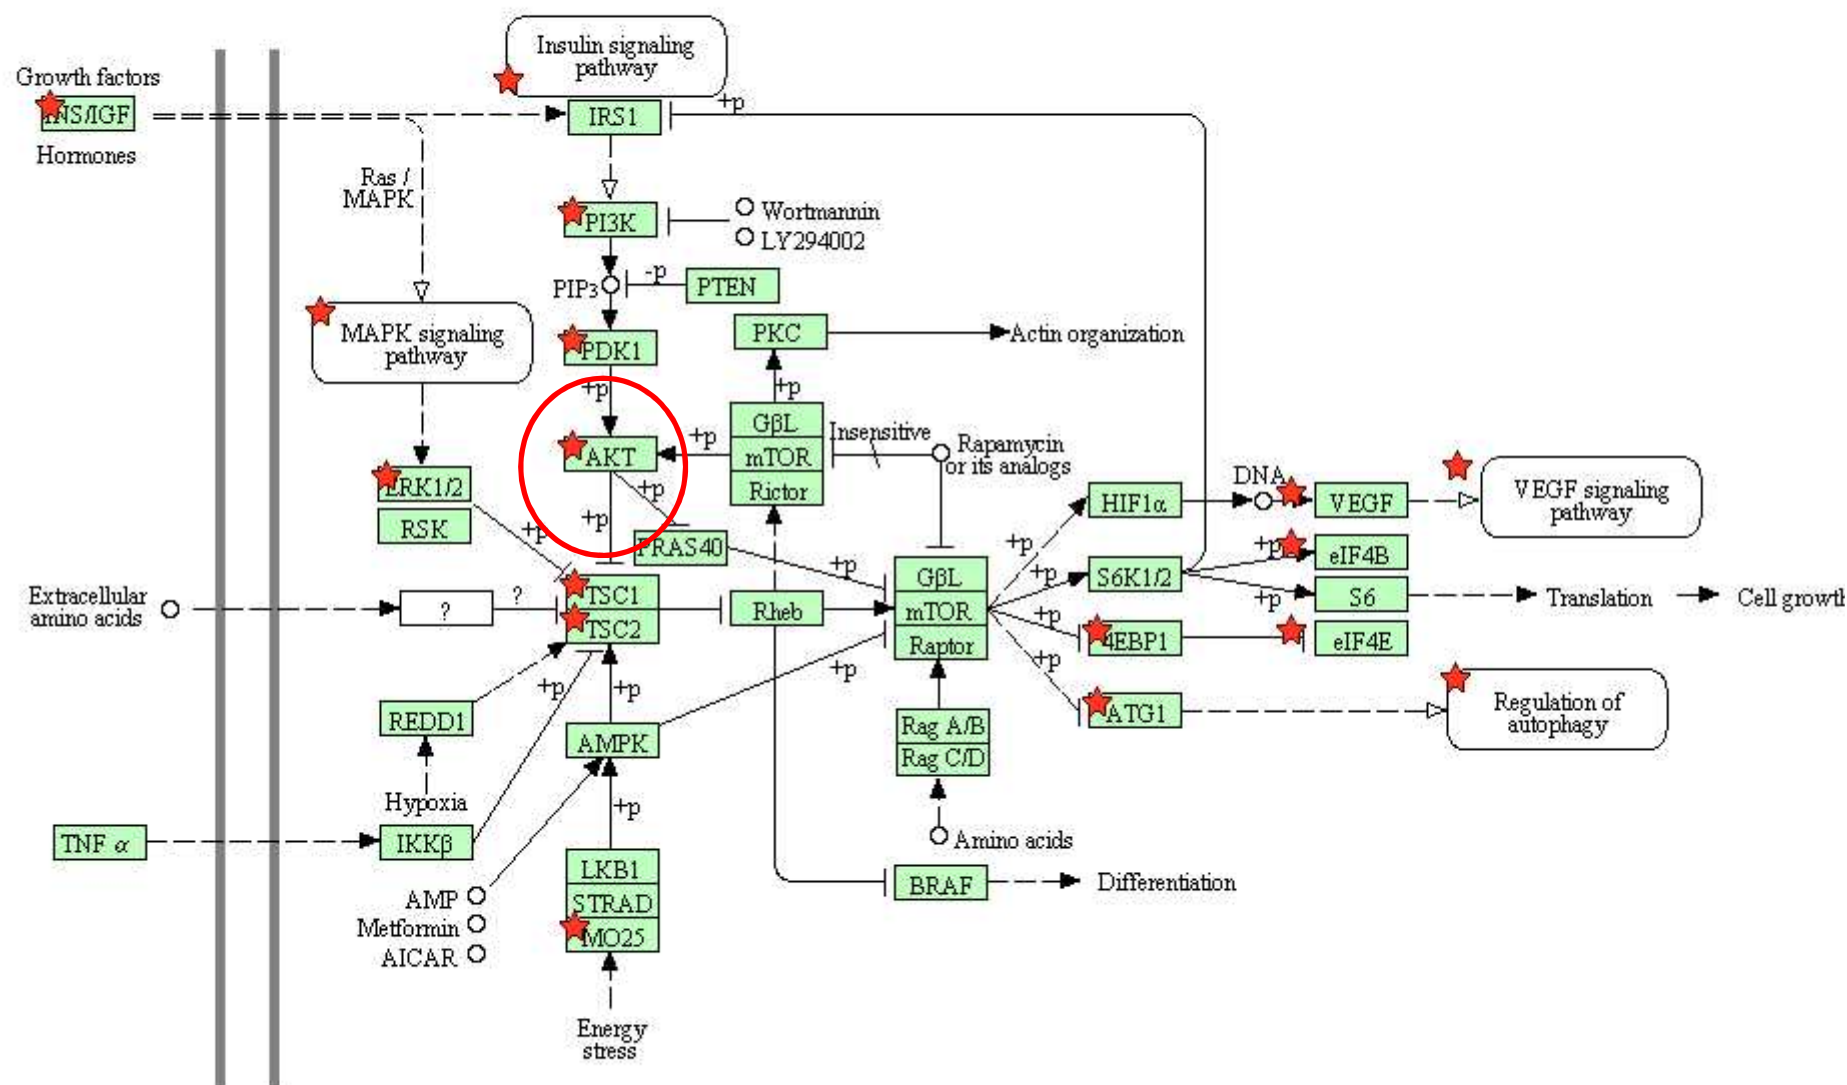 Insulin signaling
pathway
Growth factors
INS/IGF
Hormones
IRS1
+p
Ras /
MAPK
PI3K
Wortmannin
LY294002
PIP3
-p
PTEN
MAPK signaling
pathway
PDK1
PKC
Actin organization
+p
+p
GβL
mTOR
Rictor
AKT
+p
Insensitive
Rapamycin
or its analogs
ERK1/2
RSK
+p
+p
+p
PRAS40
+p
HIF1α
DNA
VEGF
VEGF signaling
pathway
+p
+p
eIF4B
GβL
mTOR
Raptor
+p
S6K1/2
+p
S6
Translation
Cell growth
Extracellular
amino acids
?
?
TSC1
TSC2
Rheb
+p
4EBP1
eIF4E
+p
+p
+p
+p
ATG1
Regulation of
autophagy
REDD1
AMPK
Rag A/B
Rag C/D
Hypoxia
+p
TNF α
IKKβ
Amino acids
LKB1
STRAD
MO25
BRAF
Differentiation
AMP
Metformin
AICAR
Energy
stress